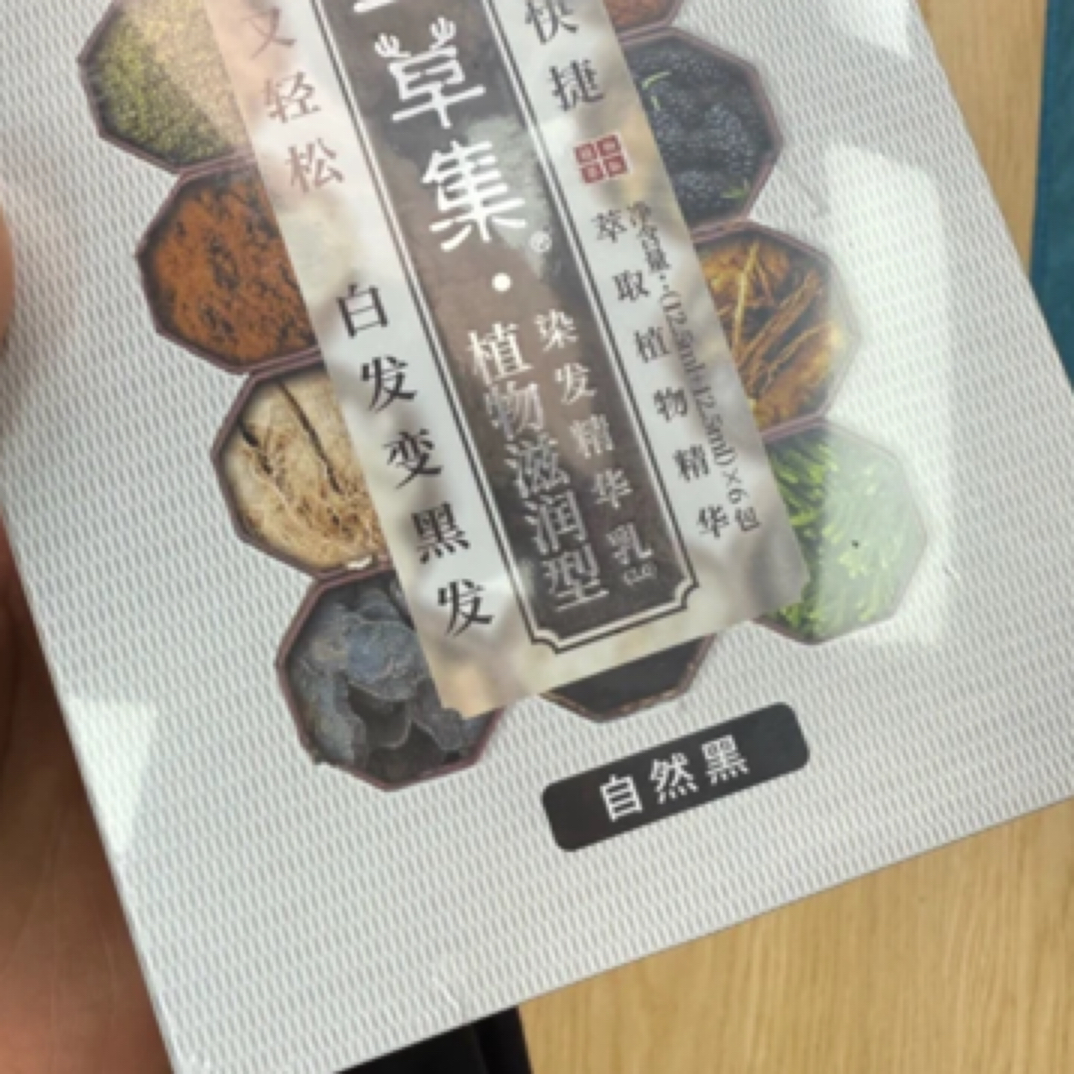 又轻松
白发变黑发
草集®
·
植物滋润型
染发精华乳
快捷
萃取植物精华
净含量:(12.5ml+12.5ml)×6包
自然黑